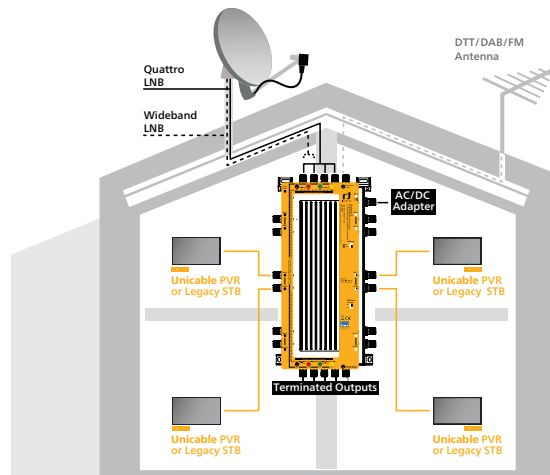 Quattro
LNB
Wideband
LNB
DTT/DAB/FM
Antenna
AC/DC
Adapter
Unicable PVR
or Legacy STB
Unicable PVR
or Legacy STB
Terminated Outputs
Unicable PVR
or Legacy STB
Unicable PVR
or Legacy STB